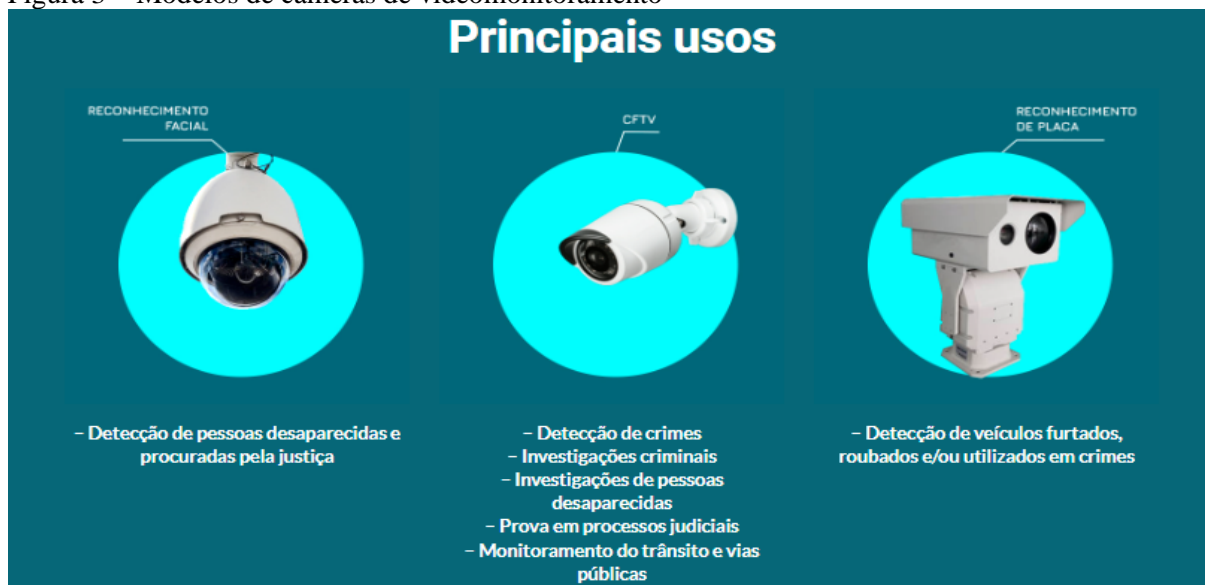 Figura 3 – Modelos de câmeras de videomonitoramento
Principais usos
RECONHECIMENTO
FACIAL
CFTV
RECONHECIMENTO
DE PLACA
– Detecção de pessoas desaparecidas e
procuradas pela justiça
– Detecção de crimes
– Investigações criminais
– Investigações de pessoas
desaparecidas
– Prova em processos judiciais
– Monitoramento do trânsito e vias
públicas
– Detecção de veículos furtados,
roubados e/ou utilizados em crimes